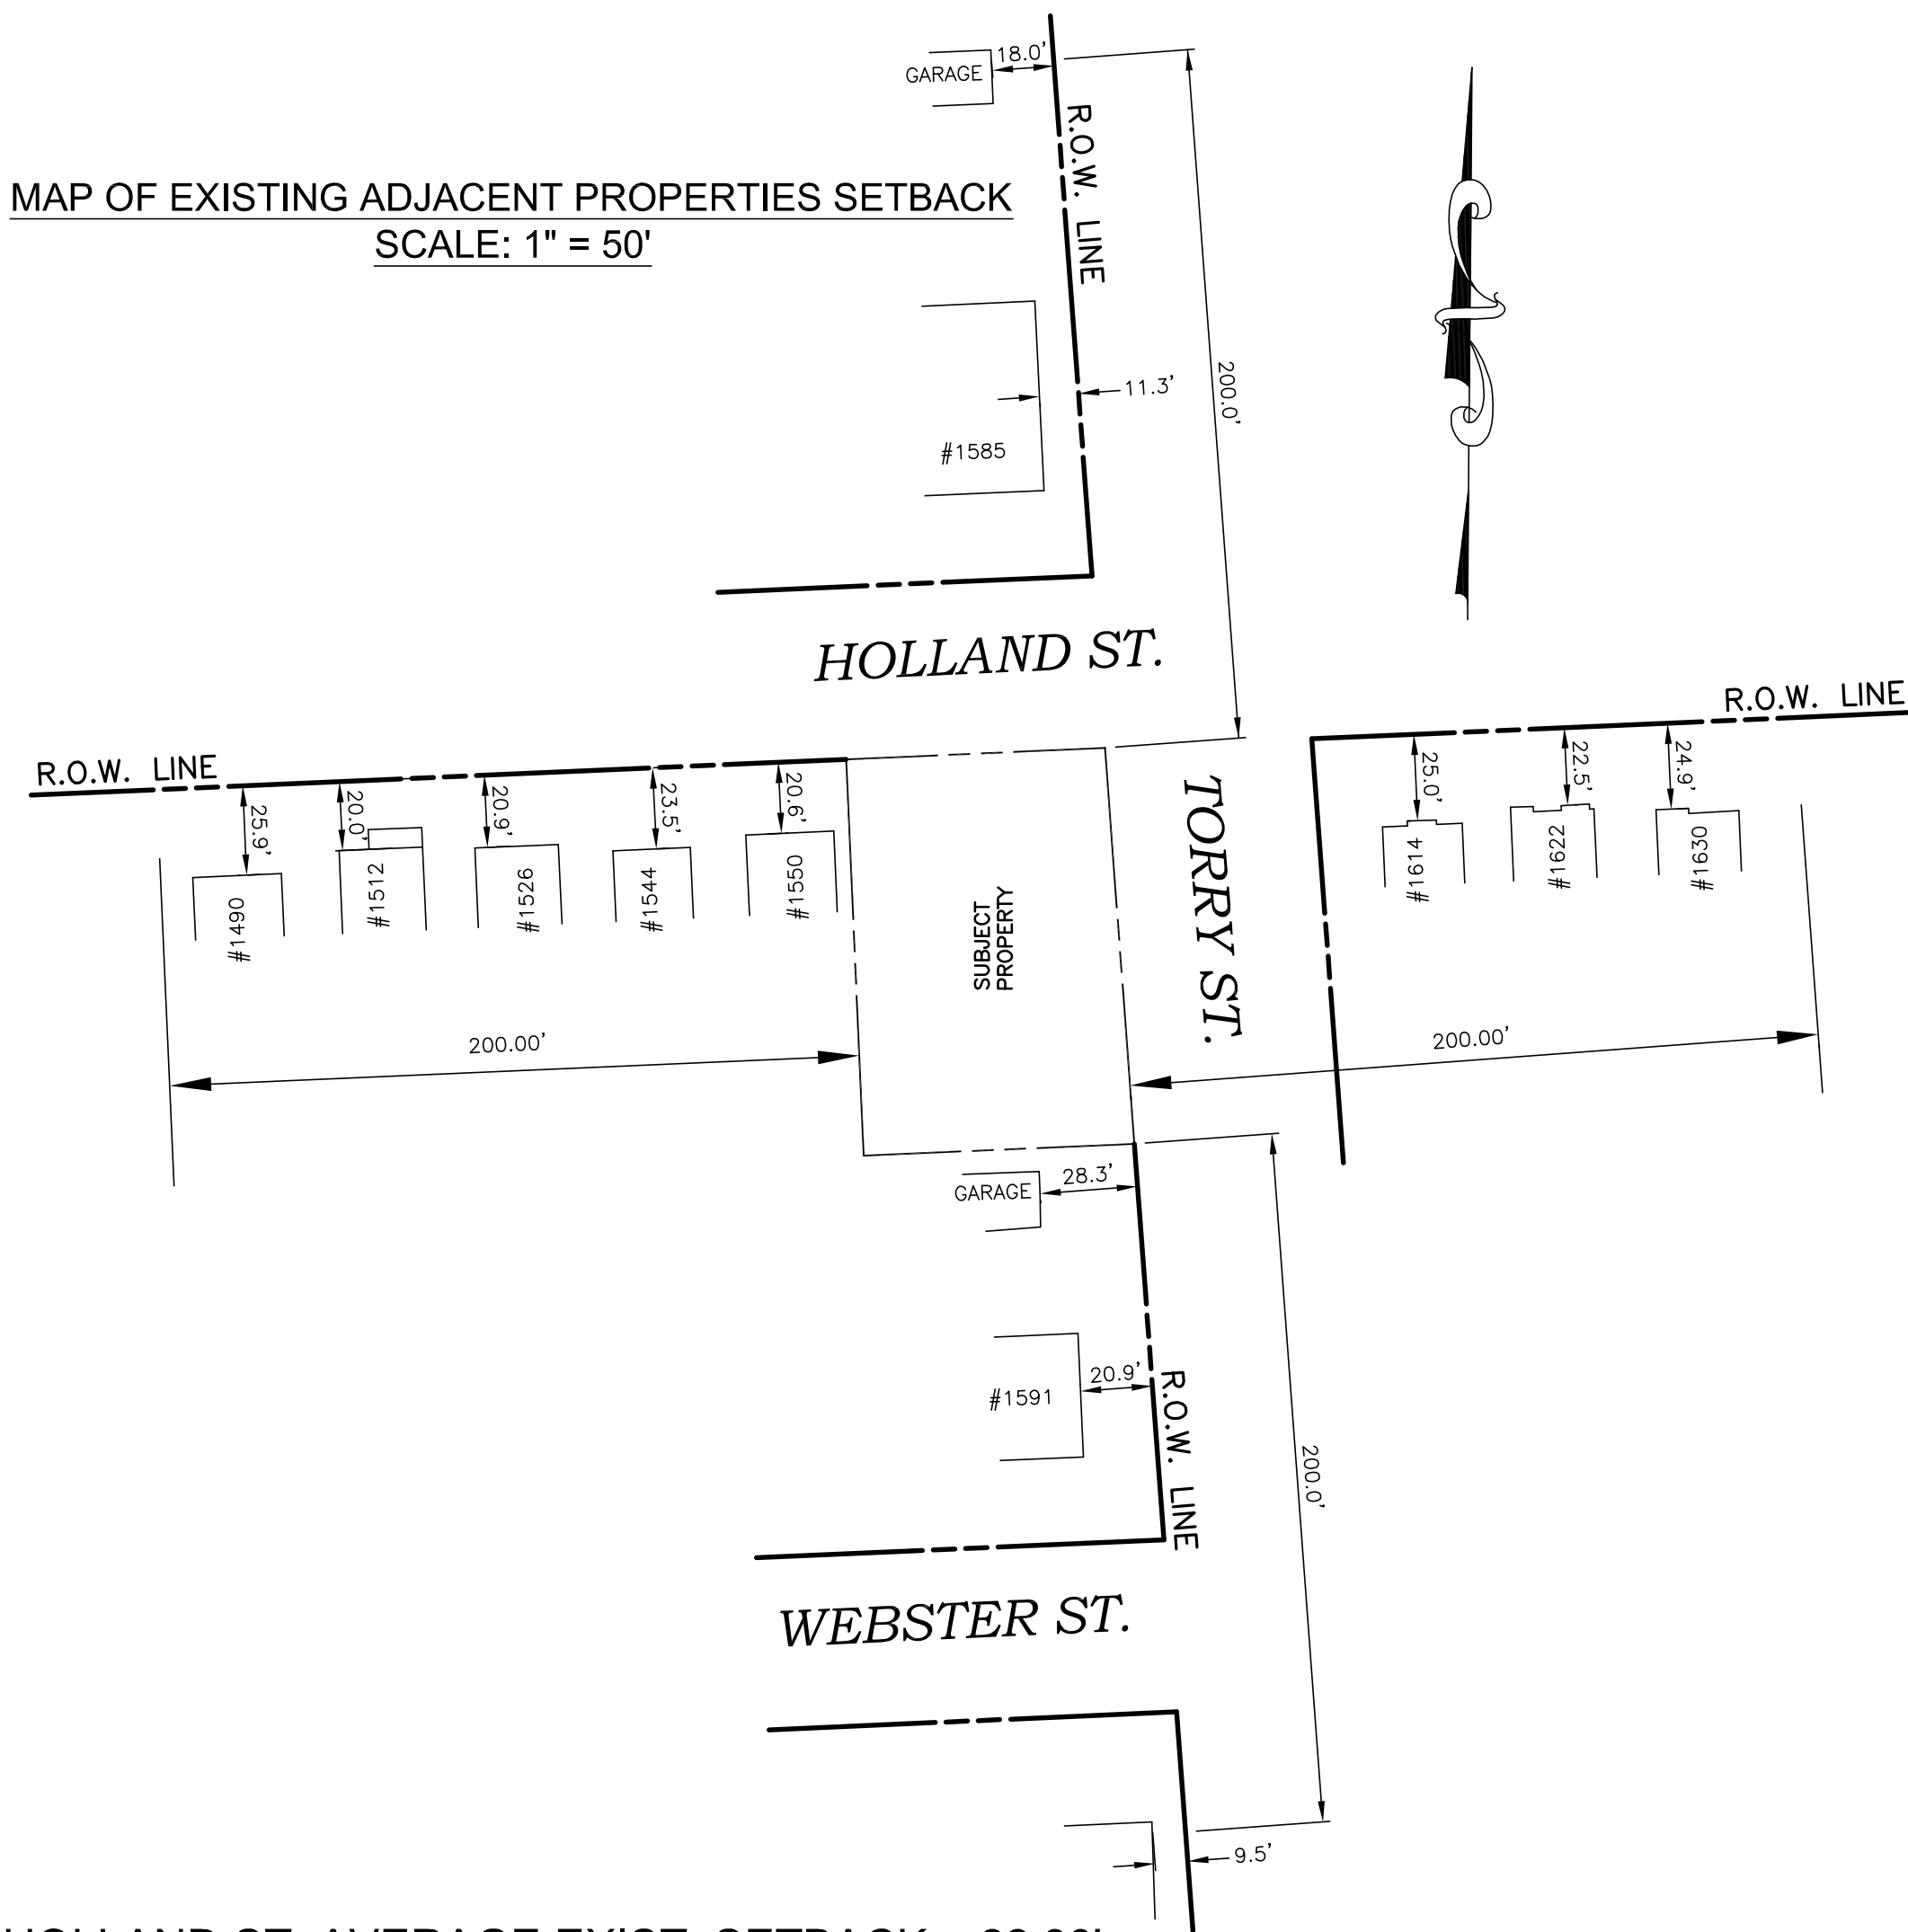 18.0'
GARAGE
R.O.W. LINE
MAP OF EXISTING ADJACENT PROPERTIES SETBACK
SCALE: 1" = 50'
200.0'
11.3'
#1585
HOLLAND ST.
R.O.W. LINE
R.O.W. LINE
25.9'
20.0'
20.9'
23.5'
20.6'
25.0'
22.5'
24.9'
#1490
#1512
#1526
#1544
#1550
SUBJECT
PROPERTY
TORRY ST.
#1614
#1622
#1630
200.00'
200.00'
28.3'
GARAGE
20.9'
#1591
R.O.W. LINE
200.0'
WEBSTER ST.
9.5'